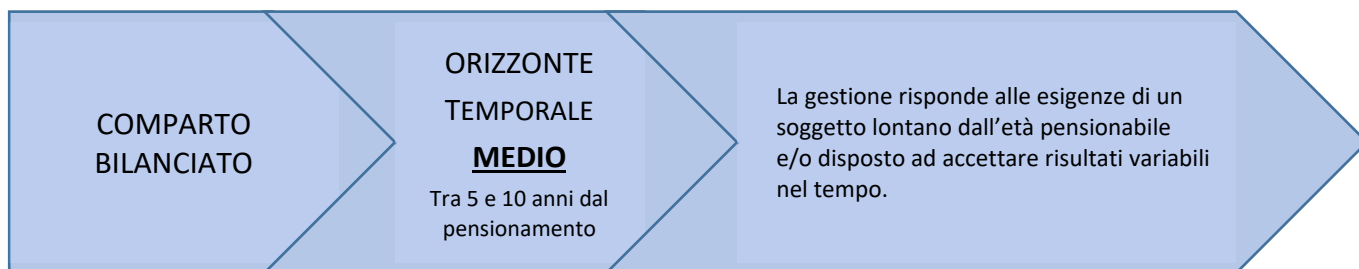 COMPARTO
BILANCIATO
ORIZZONTE
TEMPORALE
MEDIO
Tra 5 e 10 anni dal
pensionamento
La gestione risponde alle esigenze di un
soggetto lontano dall’età pensionabile
e/o disposto ad accettare risultati variabili
nel tempo.